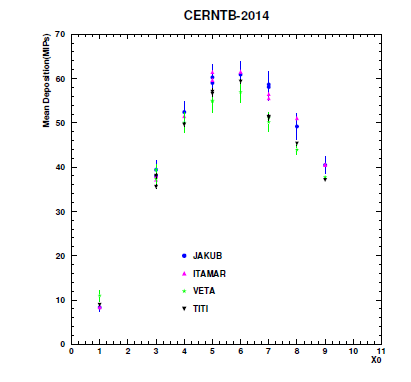 CERNTB-2014
Mean Deposition(MIPs)
70
60
50
40
30
20
10
0
JAKUB
ITAMAR
VETA
TITI
0 1 2 3 4 5 6 7 8 9 10 11
X0